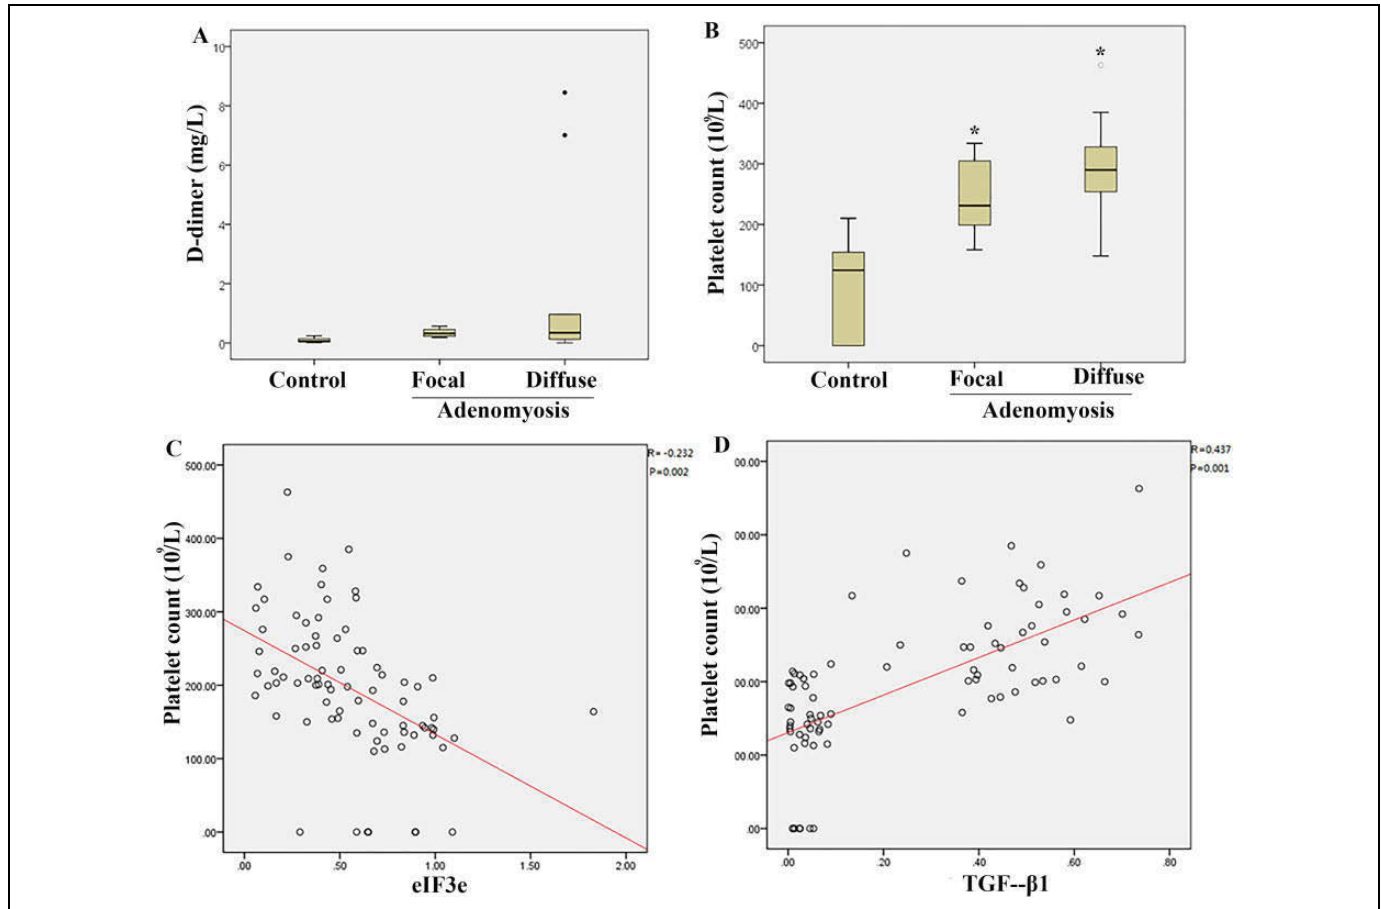 A
D-dimer (mg/L)
10
8
6
4
2
0
Control
Focal
Diffuse
Adenomyosis
B
Platelet count (10⁹/L)
500
400
300
200
100
0
*
*
Control
Focal
Diffuse
Adenomyosis
C
R= -0.232
P=0.002
Platelet count (10⁹/L)
500.00
400.00
300.00
200.00
100.00
.00
.00
.50
1.00
1.50
2.00
eIF3e
D
R=0.437
P=0.001
Platelet count (10⁹/L)
00.00
00.00
00.00
00.00
00.00
.00
.00
.20
.40
.60
.80
TGF--β1